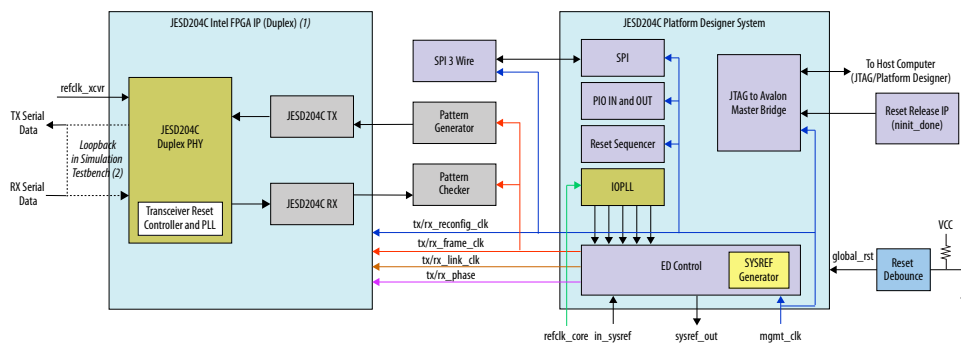 JESD204C Intel FPGA IP (Duplex) (1)
JESD204C Platform Designer System
refclk_xcvr
TX Serial
Data
Loopback
in Simulation
Testbench (2)
RX Serial
Data
JESD204C
Duplex PHY
Transceiver Reset
Controller and PLL
JESD204C TX
JESD204C RX
SPI 3 Wire
Pattern
Generator
Pattern
Checker
tx/rx_reconfig_clk
tx/rx_frame_clk
tx/rx_link_clk
tx/rx_phase
SPI
PIO IN and OUT
Reset Sequencer
IOPLL
JTAG to Avalon
Master Bridge
ED Control
SYSREF
Generator
To Host Computer
(JTAG/Platform Designer)
Reset Release IP
(ninit_done)
VCC
global_rst
Reset
Debounce
refclk_core
in_sysref
sysref_out
mgmt_clk